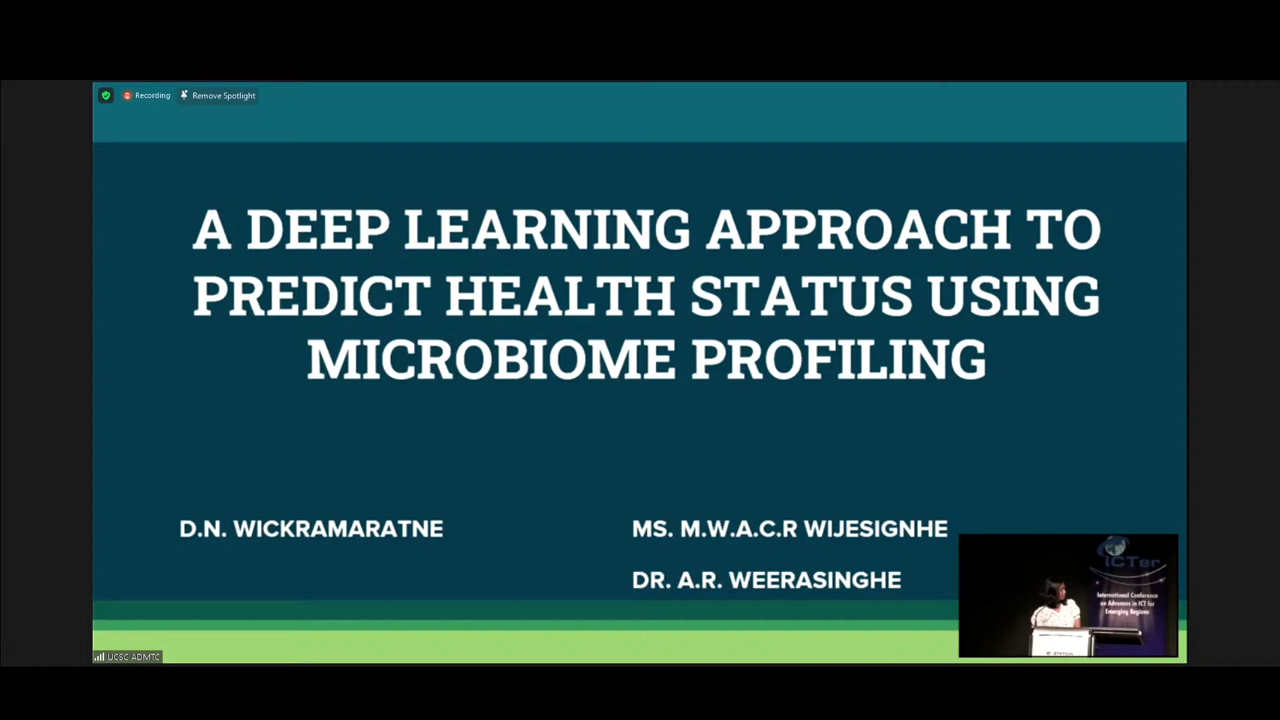 Recording
Remove Spotlight
A DEEP LEARNING APPROACH TO
PREDICT HEALTH STATUS USING
MICROBIOME PROFILING
D.N. WICKRAMARATNE
MS. M.W.A.C.R WIJESIGNHE
DR. A.R. WEERASINGHE
ICTer
International Conference
on Advances in ICT for
Emerging Regions
UCSC ADMTC